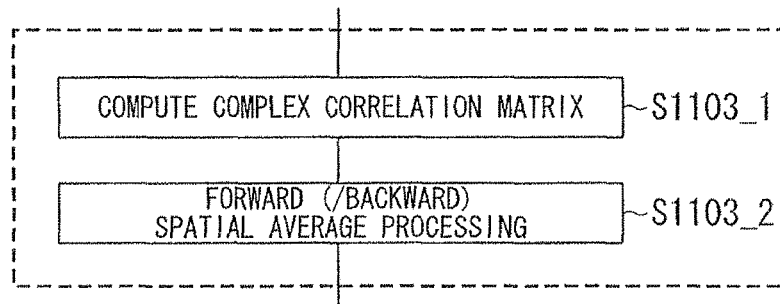 COMPUTE COMPLEX CORRELATION MATRIX ~S1103_1
FORWARD (/BACKWARD)
SPATIAL AVERAGE PROCESSING ~S1103_2